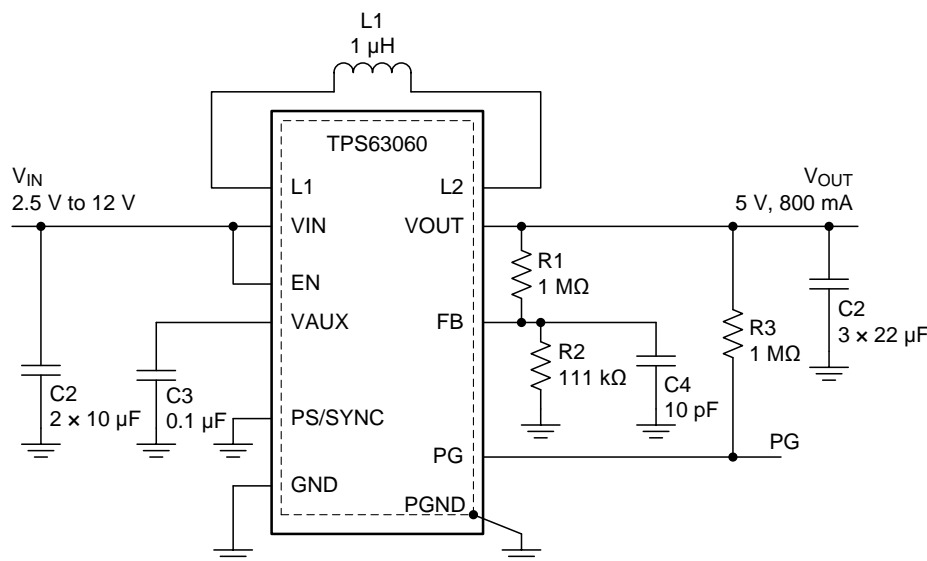 L1
1 µH
TPS63060
V_IN
2.5 V to 12 V
L1
L2
V_OUT
5 V, 800 mA
VIN
VOUT
EN
R1
1 MΩ
C2
3 × 22 µF
VAUX
FB
R3
1 MΩ
R2
111 kΩ
C4
10 pF
C2
2 × 10 µF
C3
0.1 µF
PS/SYNC
PG
PG
GND
PGND